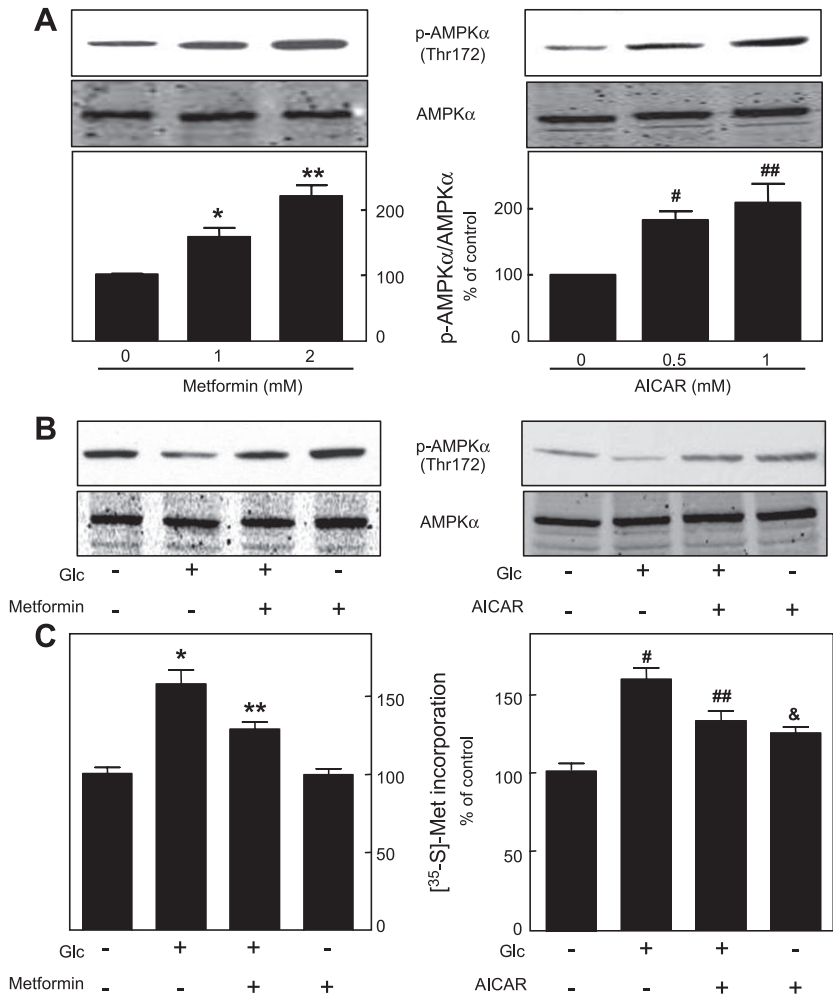 A
p-AMPKα
(Thr172)
AMPKα
* **
200
100
0
p-AMPKα/AMPKα
% of control
# ##
200
100
0
0 1 2
Metformin (mM)
0 0.5 1
AICAR (mM)
B
p-AMPKα
(Thr172)
AMPKα
Glc - + + -
Metformin - - + +
- + + -
AICAR - - + +
C
* **
150
100
50
0
[³⁵-S]-Met incorporation
% of control
# ## &
150
100
50
0
Glc - + + -
Metformin - - + +
- + + -
AICAR - - + +